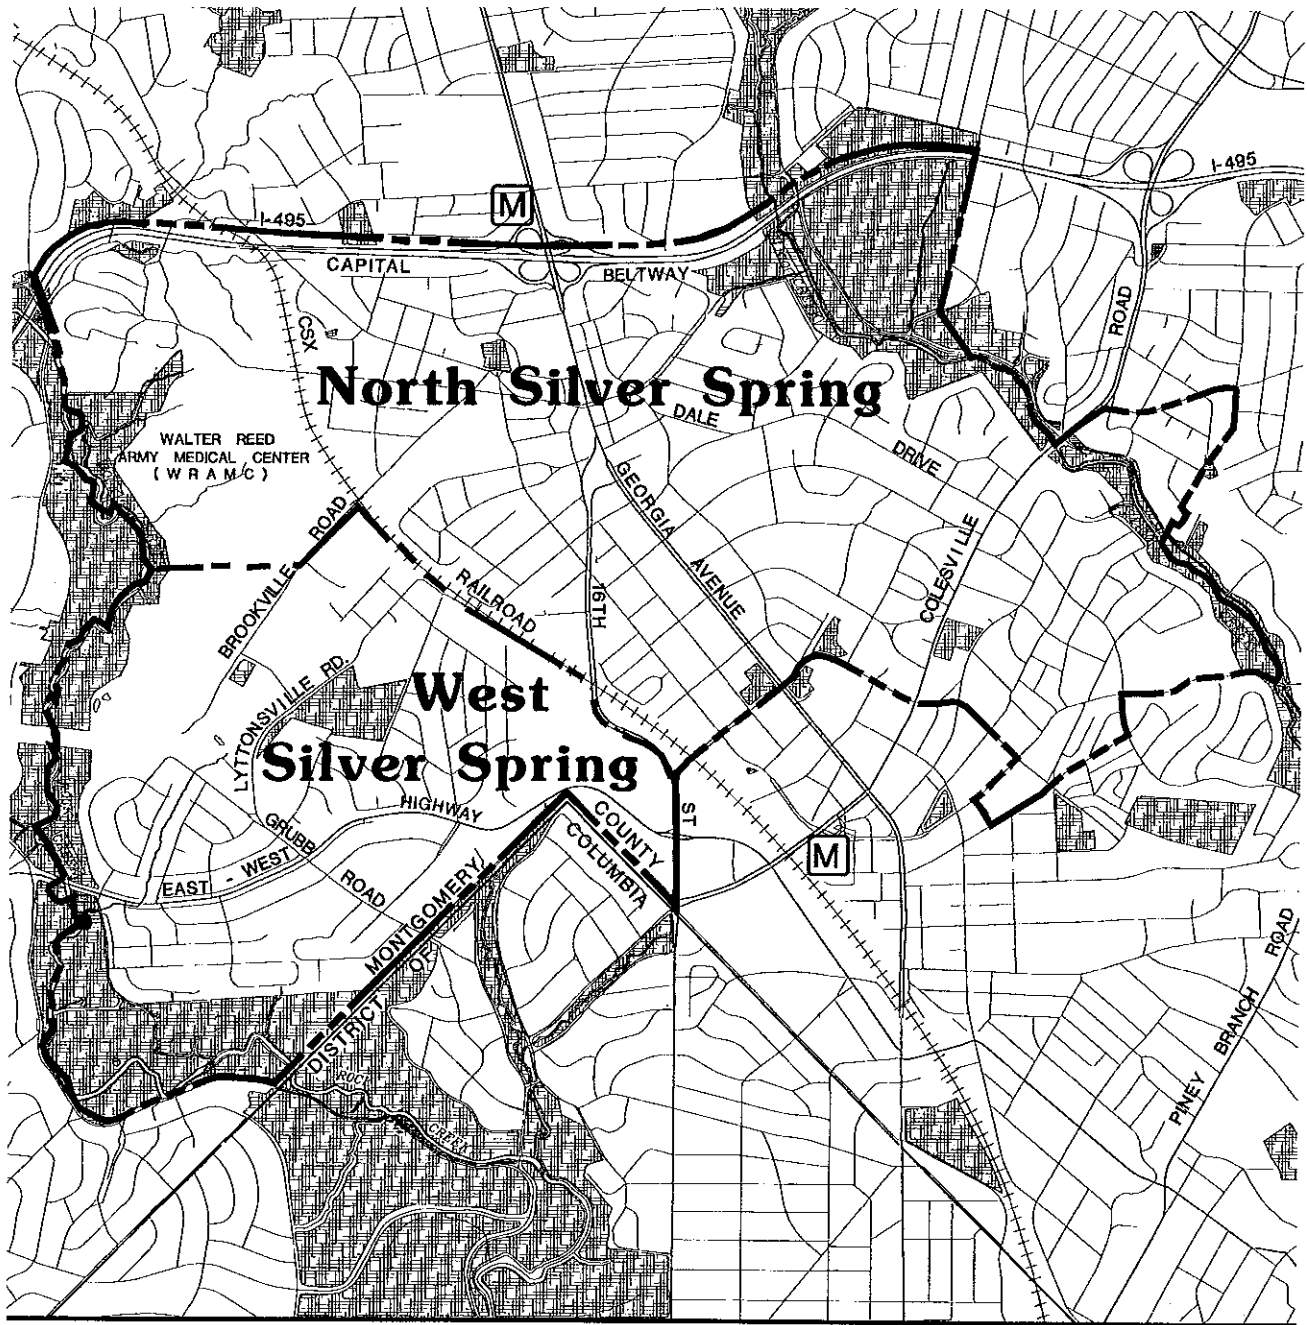 I-495
I-495
M
CAPITAL
BELTWAY
ROAD
CSX
North Silver Spring
DALE
DRIVE
WALTER REED
ARMY MEDICAL CENTER
( W R A M C )
GEORGIA
AVENUE
COLESVILLE
BROOKVILLE
ROAD
RAILROAD
16TH
ST
LYTTONSVILLE RD.
West
Silver Spring
HIGHWAY
EAST - WEST
GRUBB
ROAD
COUNTY
COLUMBIA
MONTGOMERY/
DISTRICT
OF
M
ROCK
CREEK
PINEY
BRANCH
ROAD